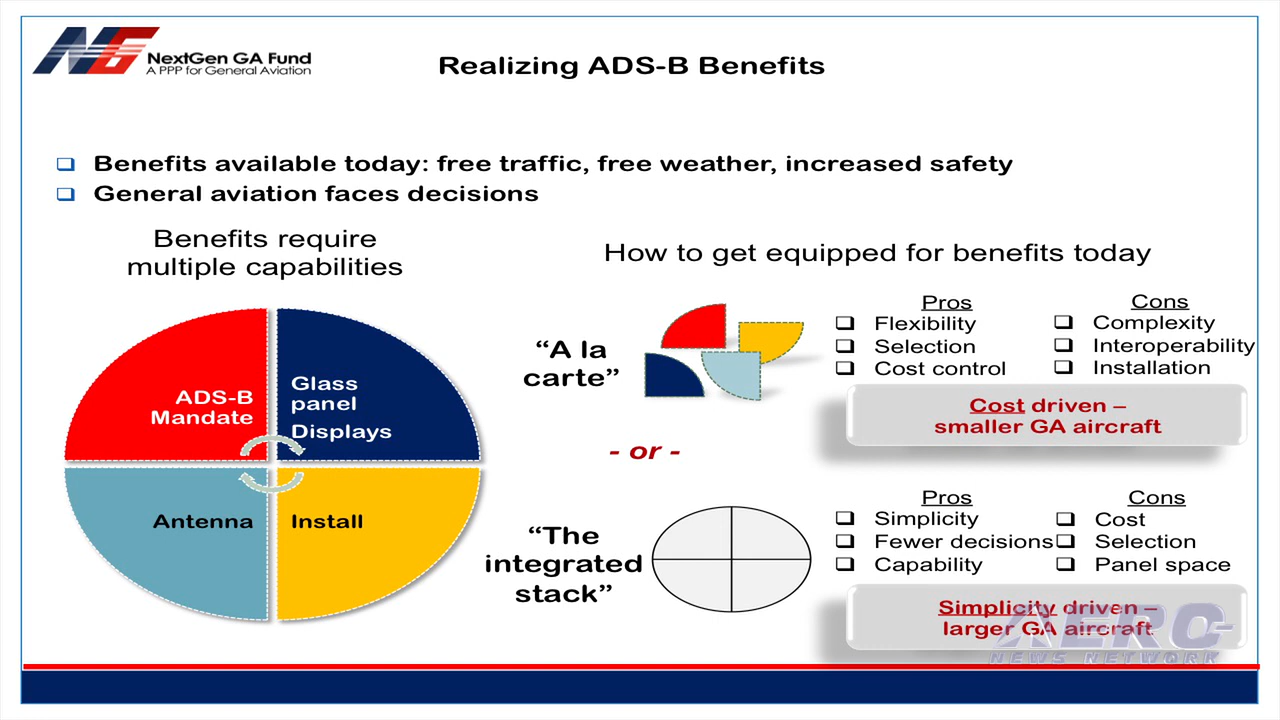 NG
NextGen GA Fund
A PPP for General Aviation
Realizing ADS-B Benefits
Benefits available today: free traffic, free weather, increased safety
General aviation faces decisions
Benefits require
multiple capabilities
ADS-B
Mandate
Glass
panel
Displays
Antenna
Install
How to get equipped for benefits today
“A la
carte”
Pros
Flexibility
Selection
Cost control
Cons
Complexity
Interoperability
Installation
Cost driven –
smaller GA aircraft
- or -
“The
integrated
stack”
Pros
Simplicity
Fewer decisions
Capability
Cons
Cost
Selection
Panel space
Simplicity driven –
larger GA aircraft
AERO
NEWS NETWORK